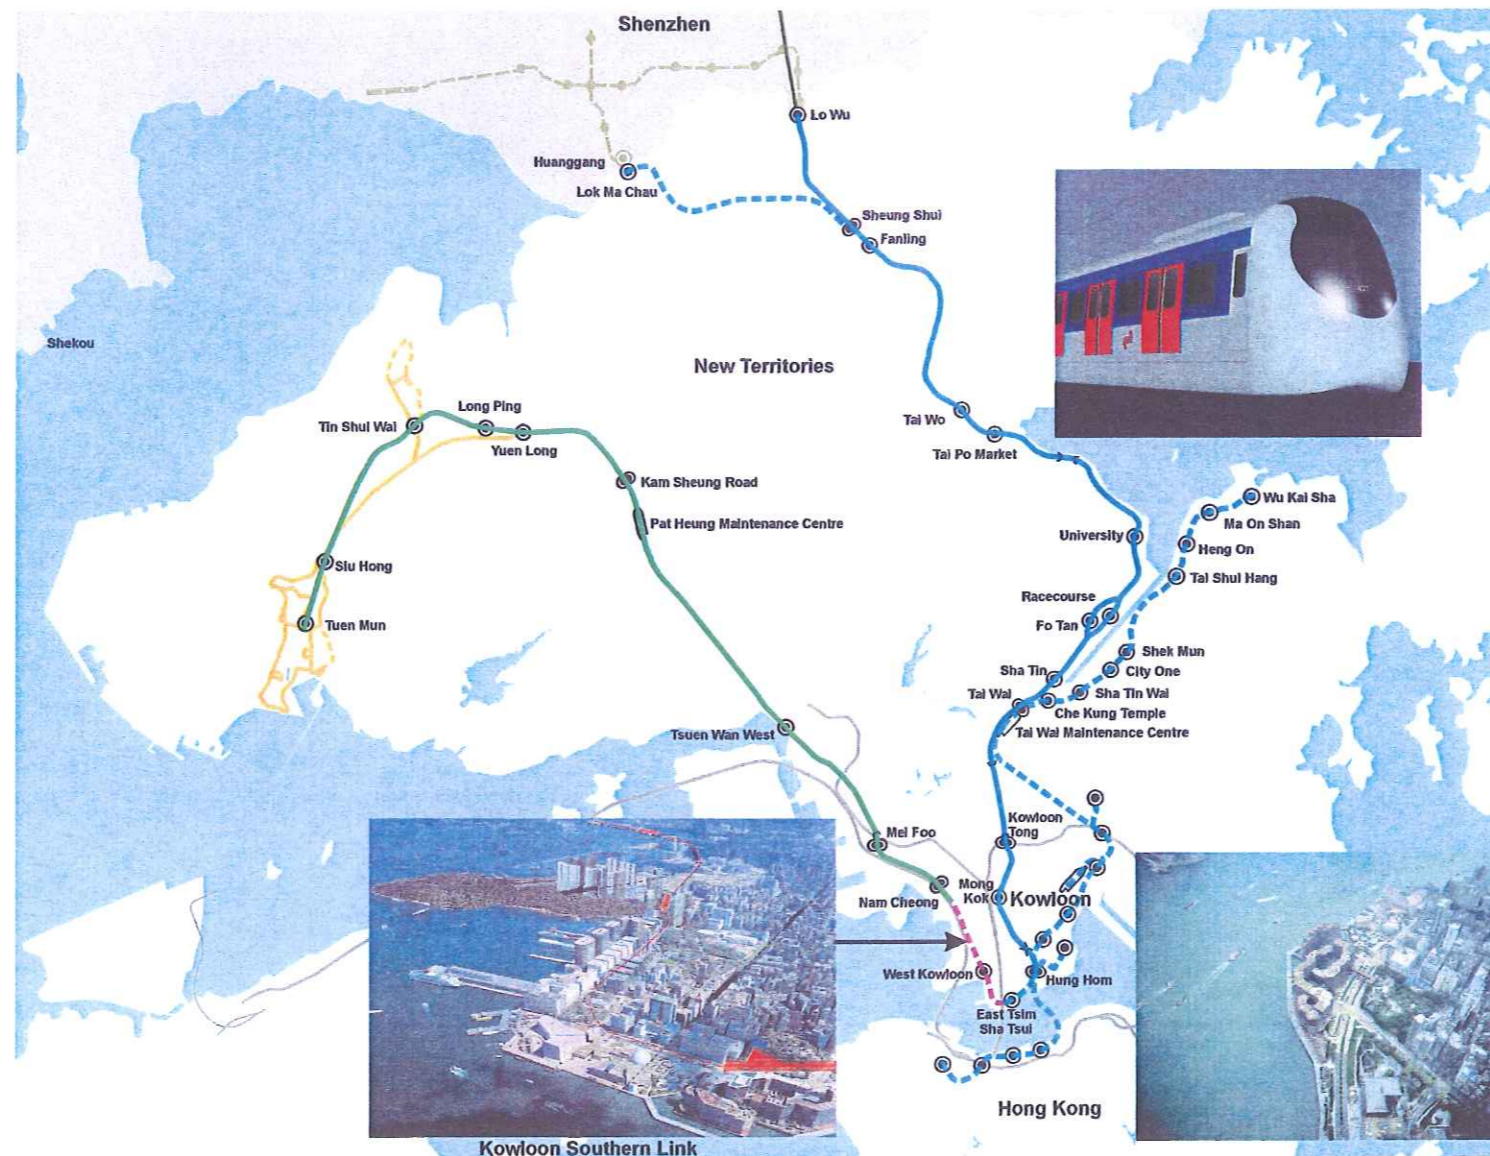 Shenzhen
Lo Wu
Huanggang
Lok Ma Chau
Sheung Shui
Fanling
Shekou
New Territories
Long Ping
Tai Wo
Tin Shui Wai
Yuen Long
Tai Po Market
Kam Sheung Road
Wu Kai Sha
Ma On Shan
Pat Heung Maintenance Centre
University
Heng On
Siu Hong
Tai Shui Hang
Racecourse
Tuen Mun
Fo Tan
Shek Mun
Sha Tin
City One
Tai Wai
Sha Tin Wai
Che Kung Temple
Tsuen Wan West
Tai Wai Maintenance Centre
Mei Foo
Kowloon
Tong
Mong
Kok
Kowloon
Nam Cheong
West Kowloon
Hung Hom
East Tsim
Sha Tsui
Hong Kong
Kowloon Southern Link